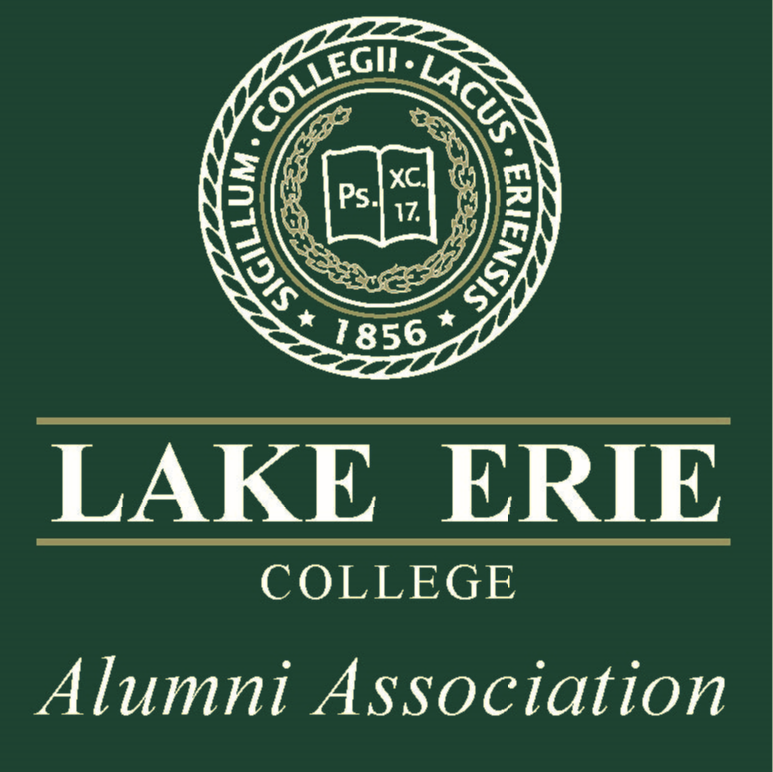 SIGILLUM · COLLEGII · LACUS · ERIENSIS
Ps. XC.
17.
★ 1856 ★
LAKE ERIE
COLLEGE
Alumni Association